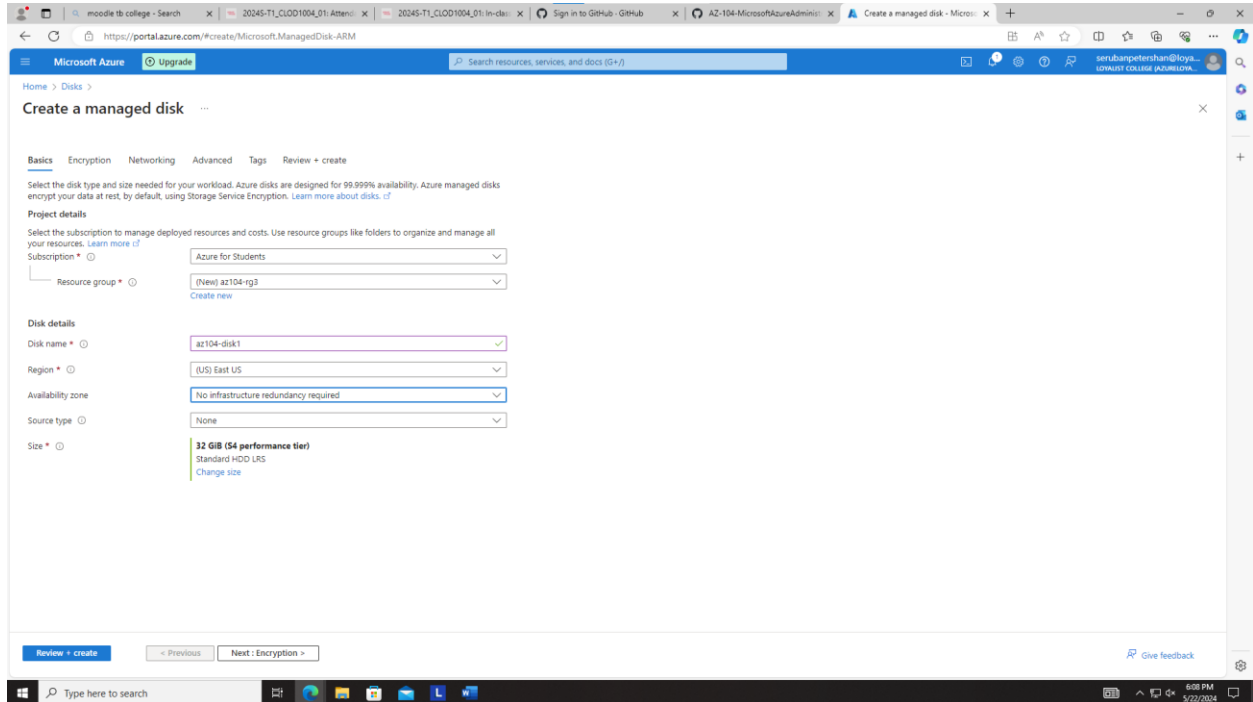 moodle tb college - Search
2024S-T1_CLOD1004_01: Attend
2024S-T1_CLOD1004_01: In-clas
Sign in to GitHub · GitHub
AZ-104-MicrosoftAzureAdminist
Create a managed disk - Microso
https://portal.azure.com/#create/Microsoft.ManagedDisk-ARM
Microsoft Azure
Upgrade
Search resources, services, and docs (G+/)
1
serubanpetershan@loya...
LOYALIST COLLEGE (AZURELOYA...
Home > Disks >
Create a managed disk ...
Basics Encryption Networking Advanced Tags Review + create
Select the disk type and size needed for your workload. Azure disks are designed for 99.999% availability. Azure managed disks
encrypt your data at rest, by default, using Storage Service Encryption. Learn more about disks.
Project details
Select the subscription to manage deployed resources and costs. Use resource groups like folders to organize and manage all
your resources. Learn more
Subscription * Azure for Students
Resource group * (New) az104-rg3
Create new
Disk details
Disk name * az104-disk1
Region * (US) East US
Availability zone No infrastructure redundancy required
Source type None
Size * 32 GiB (S4 performance tier)
Standard HDD LRS
Change size
Review + create < Previous Next : Encryption > Give feedback
Type here to search
L
6:08 PM
5/22/2024